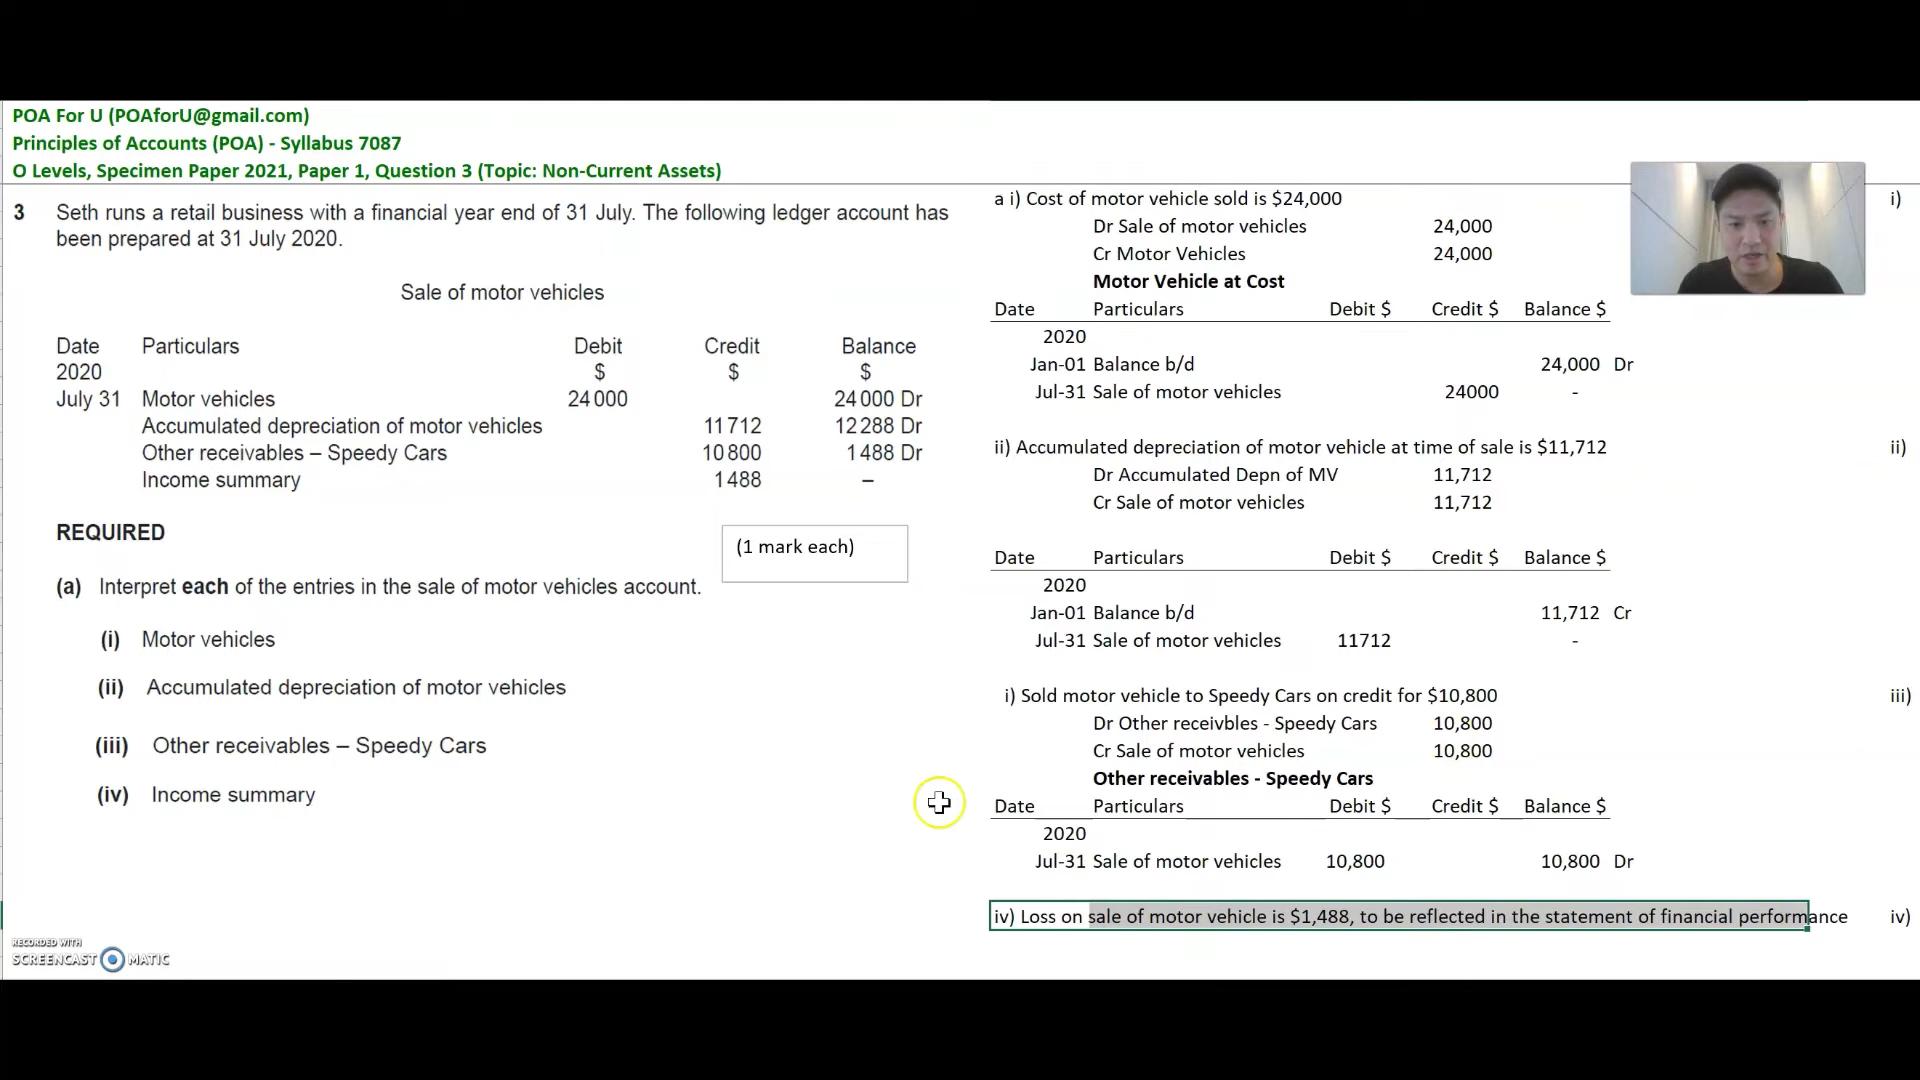 POA For U (POAforU@gmail.com)
Principles of Accounts (POA) - Syllabus 7087
O Levels, Specimen Paper 2021, Paper 1, Question 3 (Topic: Non-Current Assets)
3 Seth runs a retail business with a financial year end of 31 July. The following ledger account has
been prepared at 31 July 2020.
Sale of motor vehicles
Date Particulars Debit Credit Balance
2020 $ $ $
July 31 Motor vehicles 24 000 24 000 Dr
Accumulated depreciation of motor vehicles 11 712 12 288 Dr
Other receivables – Speedy Cars 10 800 1 488 Dr
Income summary 1 488 –
REQUIRED
(1 mark each)
(a) Interpret each of the entries in the sale of motor vehicles account.
(i) Motor vehicles
(ii) Accumulated depreciation of motor vehicles
(iii) Other receivables – Speedy Cars
(iv) Income summary
RECORDED WITH
SCREENCAST MATIC
a i) Cost of motor vehicle sold is $24,000
Dr Sale of motor vehicles 24,000
Cr Motor Vehicles 24,000
Motor Vehicle at Cost
Date Particulars Debit $ Credit $ Balance $
2020
Jan-01 Balance b/d 24,000 Dr
Jul-31 Sale of motor vehicles 24000 -
ii) Accumulated depreciation of motor vehicle at time of sale is $11,712
Dr Accumulated Depn of MV 11,712
Cr Sale of motor vehicles 11,712
Date Particulars Debit $ Credit $ Balance $
2020
Jan-01 Balance b/d 11,712 Cr
Jul-31 Sale of motor vehicles 11712 -
i) Sold motor vehicle to Speedy Cars on credit for $10,800
Dr Other receivbles - Speedy Cars 10,800
Cr Sale of motor vehicles 10,800
Other receivables - Speedy Cars
Date Particulars Debit $ Credit $ Balance $
2020
Jul-31 Sale of motor vehicles 10,800 10,800 Dr
iv) Loss on sale of motor vehicle is $1,488, to be reflected in the statement of financial performance
i)
ii)
iii)
iv)